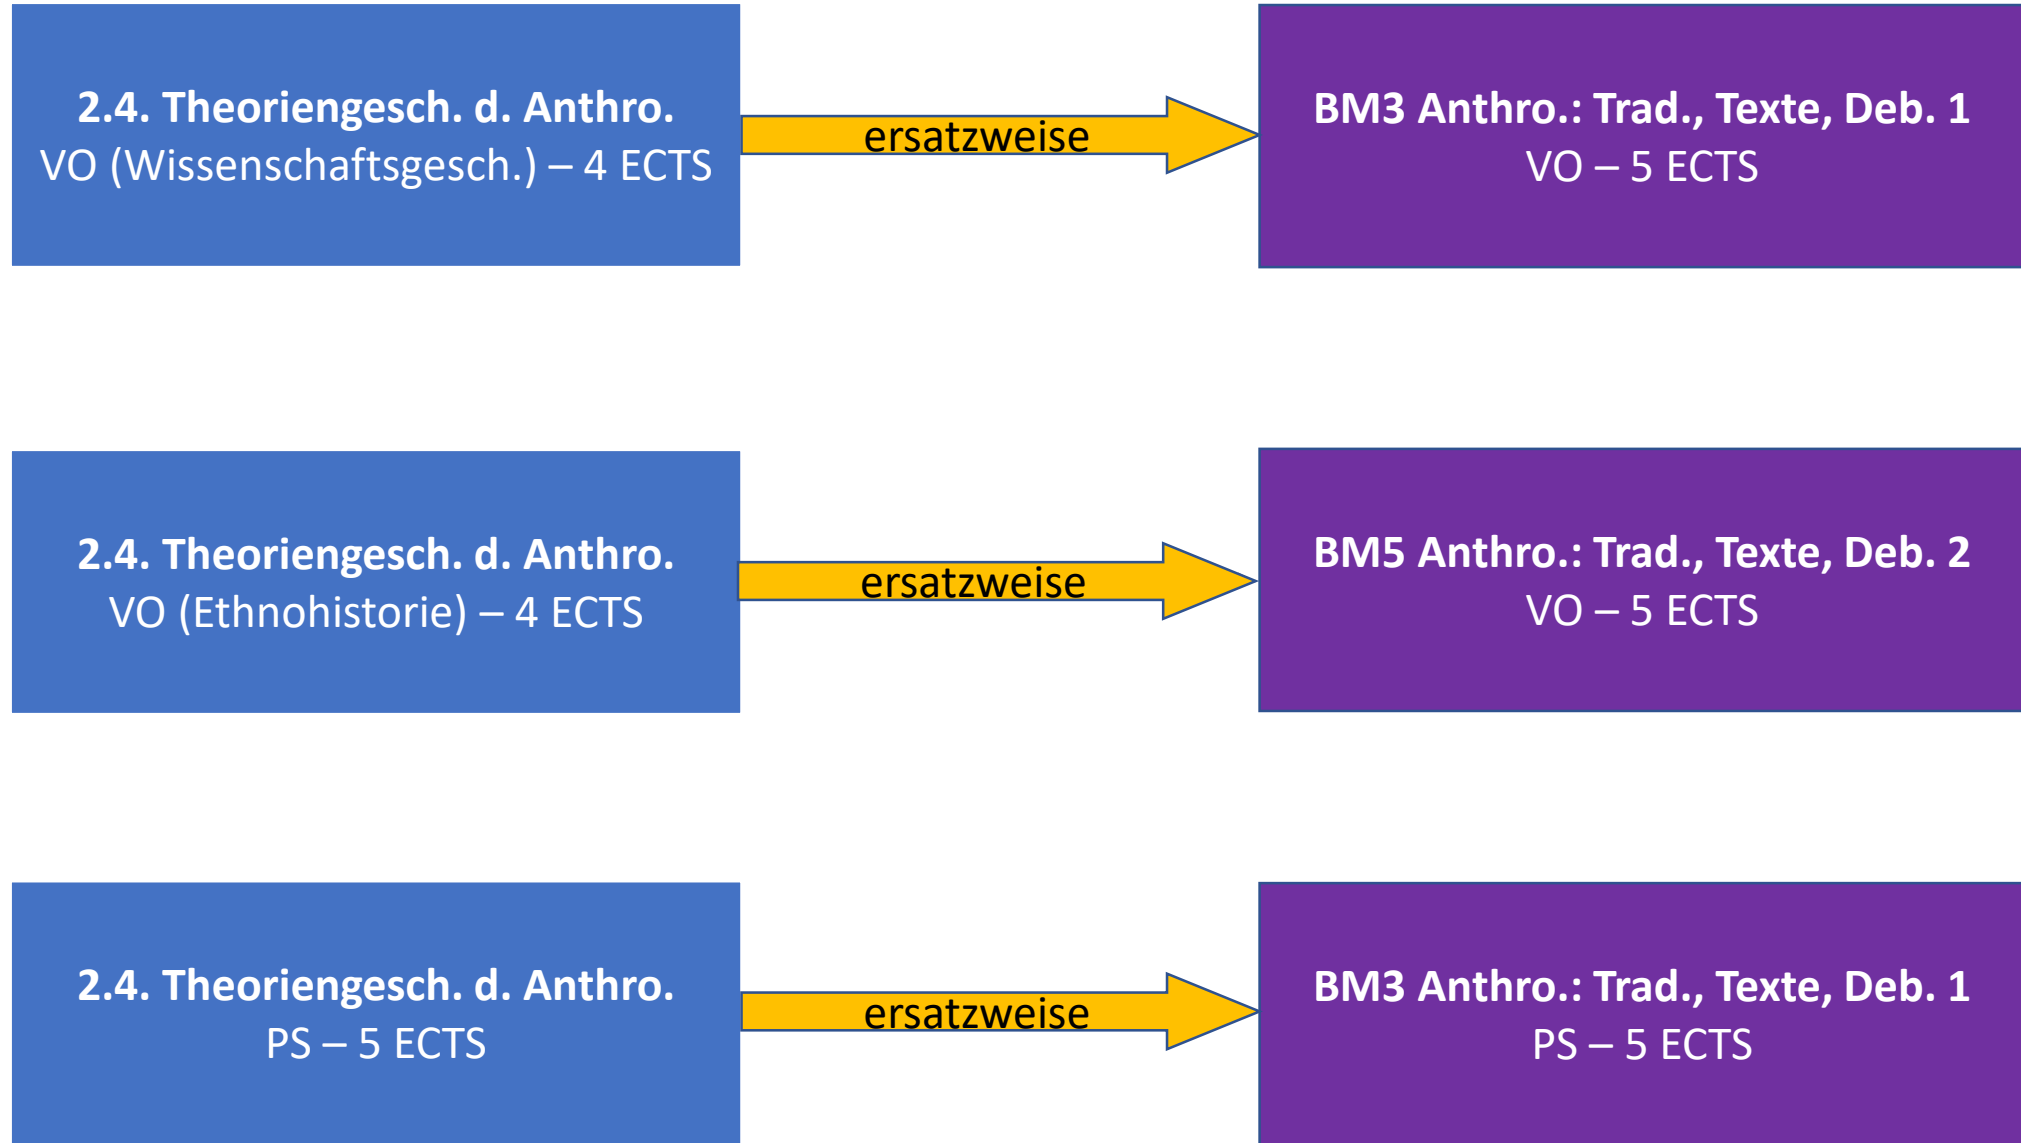 2.4. Theoriengesch. d. Anthro.
VO (Wissenschaftsgesch.) – 4 ECTS
ersatzweise
BM3 Anthro.: Trad., Texte, Deb. 1
VO – 5 ECTS
2.4. Theoriengesch. d. Anthro.
VO (Ethnohistorie) – 4 ECTS
ersatzweise
BM5 Anthro.: Trad., Texte, Deb. 2
VO – 5 ECTS
2.4. Theoriengesch. d. Anthro.
PS – 5 ECTS
ersatzweise
BM3 Anthro.: Trad., Texte, Deb. 1
PS – 5 ECTS